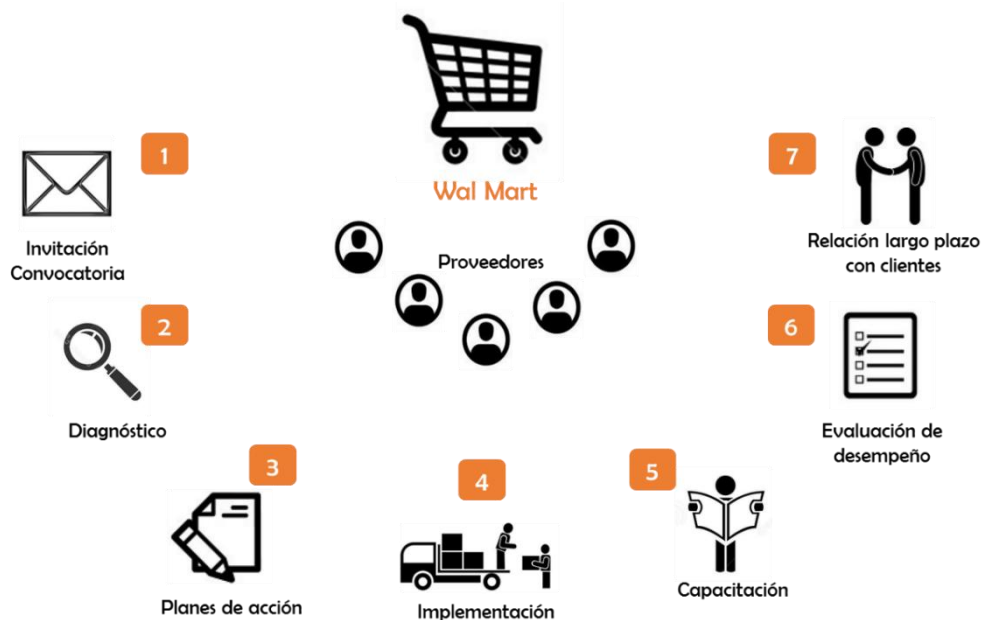 Wal Mart
Proveedores
1
Invitación
Convocatoria
2
Diagnóstico
3
Planes de acción
4
Implementación
5
Capacitación
6
Evaluación de
desempeño
7
Relación largo plazo
con clientes